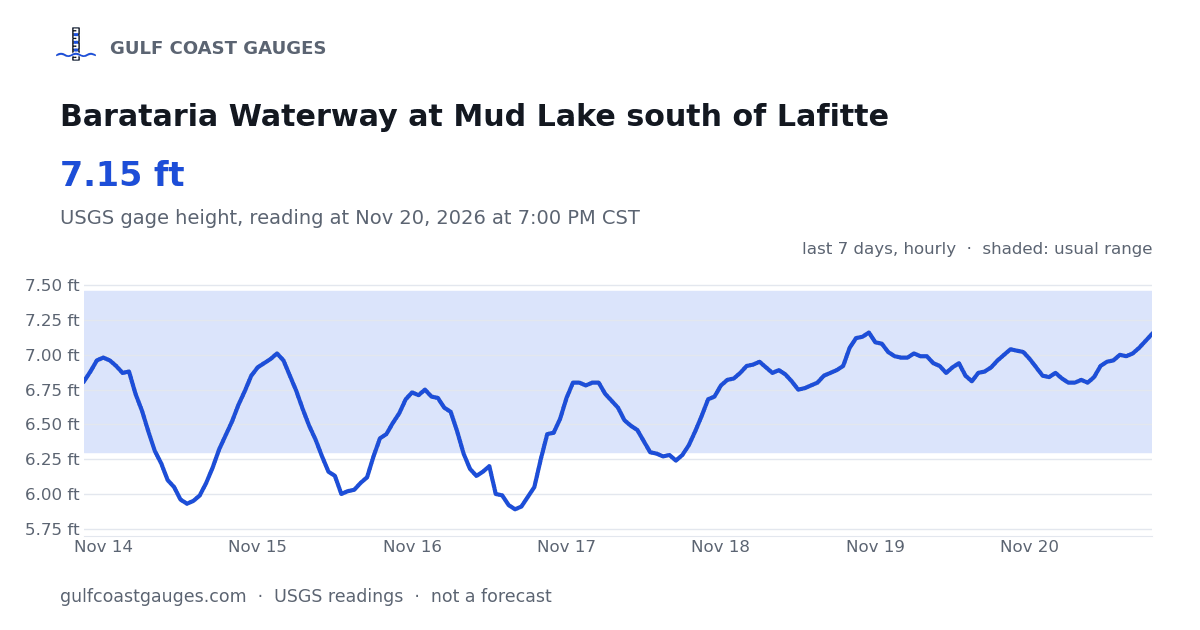 GULF COAST GAUGES
Barataria Waterway at Mud Lake south of Lafitte
7.15 ft
USGS gage height, reading at Nov 20, 2026 at 7:00 PM CST
last 7 days, hourly · shaded: usual range
7.50 ft
7.25 ft
7.00 ft
6.75 ft
6.50 ft
6.25 ft
6.00 ft
5.75 ft
Nov 14 Nov 15 Nov 16 Nov 17 Nov 18 Nov 19 Nov 20
gulfcoastgauges.com · USGS readings · not a forecast